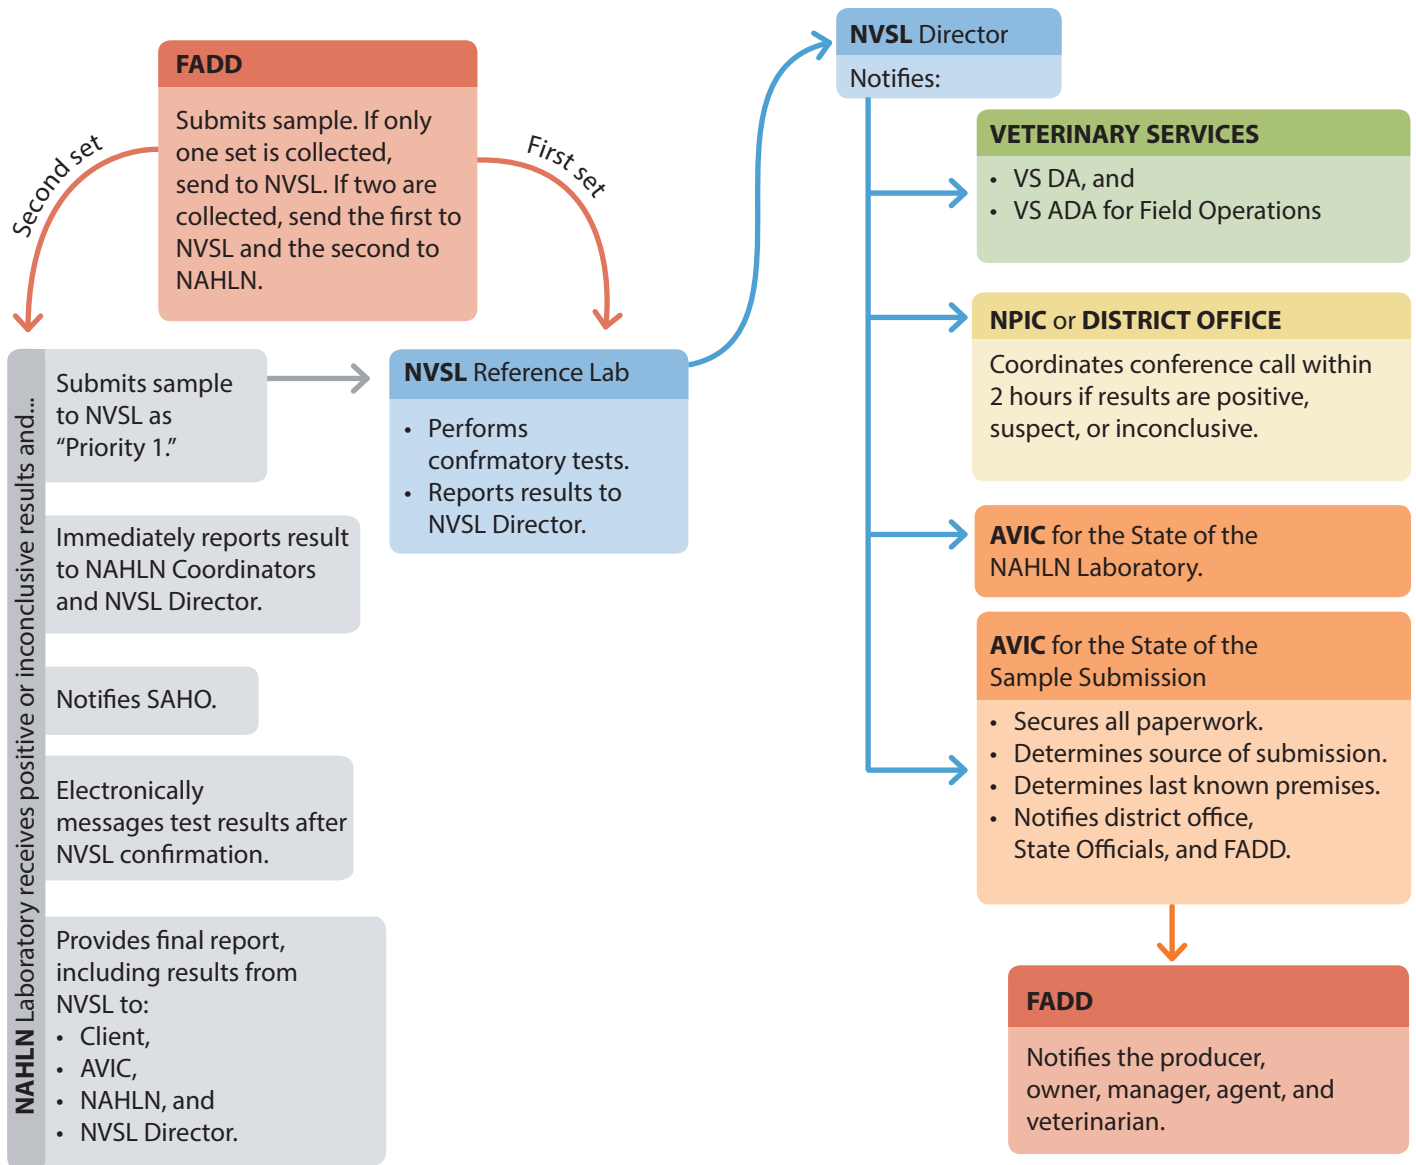 FADD
Submits sample. If only
one set is collected,
send to NVSL. If two are
collected, send the first to
NVSL and the second to
NAHLN.
Second set
First set
NAHLN Laboratory receives positive or inconclusive results and...
Submits sample
to NVSL as
“Priority 1.”
Immediately reports result
to NAHLN Coordinators
and NVSL Director.
Notifies SAHO.
Electronically
messages test results after
NVSL confirmation.
Provides final report,
including results from
NVSL to:
• Client,
• AVIC,
• NAHLN, and
• NVSL Director.
NVSL Reference Lab
• Performs
confrmatory tests.
• Reports results to
NVSL Director.
NVSL Director
Notifies:
VETERINARY SERVICES
• VS DA, and
• VS ADA for Field Operations
NPIC or DISTRICT OFFICE
Coordinates conference call within
2 hours if results are positive,
suspect, or inconclusive.
AVIC for the State of the
NAHLN Laboratory.
AVIC for the State of the
Sample Submission
• Secures all paperwork.
• Determines source of submission.
• Determines last known premises.
• Notifies district office,
State Officials, and FADD.
FADD
Notifies the producer,
owner, manager, agent, and
veterinarian.